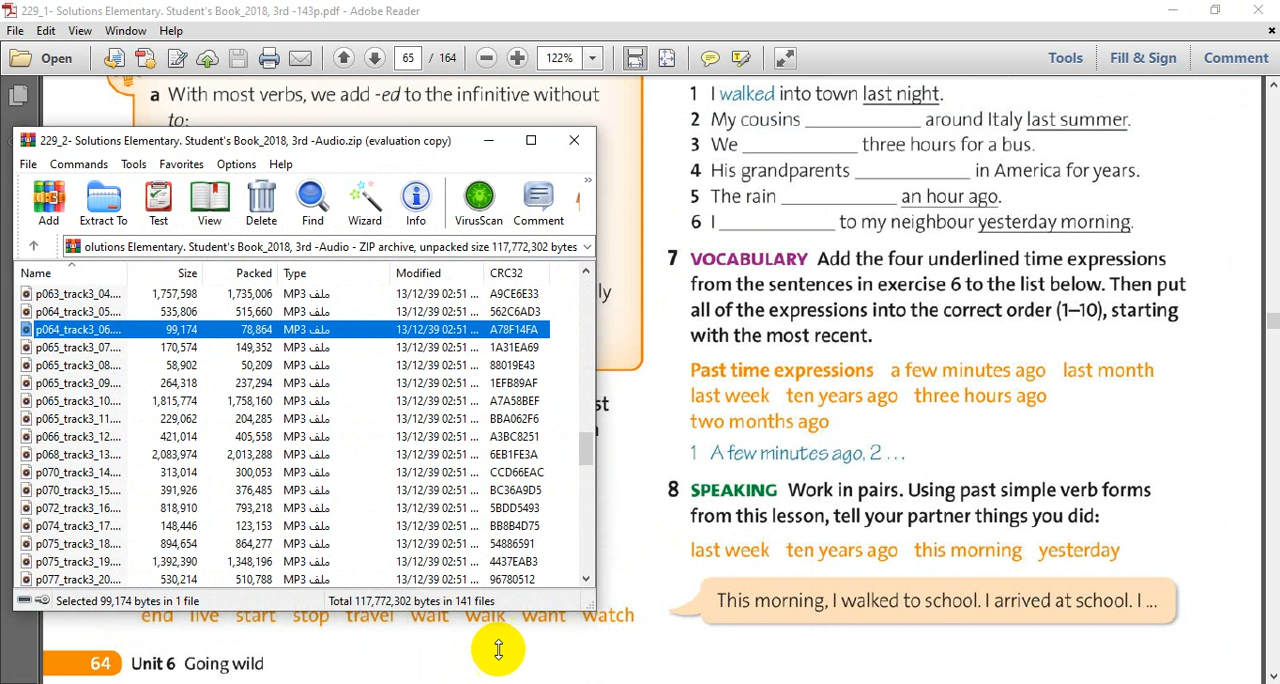 229_1- Solutions Elementary. Student's Book_2018, 3rd -143p.pdf - Adobe Reader
File Edit View Window Help
Open 65 / 164 122% Tools Fill & Sign Comment
a With most verbs, we add -ed to the infinitive without
to:
229_2- Solutions Elementary. Student's Book_2018, 3rd -Audio.zip (evaluation copy)
File Commands Tools Favorites Options Help
Add Extract To Test View Delete Find Wizard Info VirusScan Comment
olutions Elementary. Student's Book_2018, 3rd -Audio - ZIP archive, unpacked size 117,772,302 bytes
Name Size Packed Type Modified CRC32
p063_track3_04.... 1,757,598 1,735,006 ملف MP3 13/12/39 02:51 ... A9CE6E33
p064_track3_05.... 535,806 515,660 ملف MP3 13/12/39 02:51 ... 562C6AD3
p064_track3_06.... 99,174 78,864 ملف MP3 13/12/39 02:51 ... A78F14FA
p065_track3_07.... 170,574 149,352 ملف MP3 13/12/39 02:51 ... 1A31EA69
p065_track3_08.... 58,902 50,209 ملف MP3 13/12/39 02:51 ... 88019E43
p065_track3_09.... 264,318 237,294 ملف MP3 13/12/39 02:51 ... 1EFB89AF
p065_track3_10.... 1,815,774 1,758,160 ملف MP3 13/12/39 02:51 ... A7A58BEF
p065_track3_11.... 229,062 204,285 ملف MP3 13/12/39 02:51 ... BBA062F6
p066_track3_12.... 421,014 405,558 ملف MP3 13/12/39 02:51 ... A3BC8251
p068_track3_13.... 2,083,974 2,013,288 ملف MP3 13/12/39 02:51 ... 6EB1FE3A
p070_track3_14.... 313,014 300,053 ملف MP3 13/12/39 02:51 ... CCD66EAC
p070_track3_15.... 391,926 376,485 ملف MP3 13/12/39 02:51 ... BC36A9D5
p072_track3_16.... 818,910 793,218 ملف MP3 13/12/39 02:51 ... 5BDD5493
p074_track3_17.... 148,446 123,153 ملف MP3 13/12/39 02:51 ... BB8B4D75
p075_track3_18.... 894,654 864,277 ملف MP3 13/12/39 02:51 ... 54886591
p075_track3_19.... 1,392,390 1,348,196 ملف MP3 13/12/39 02:51 ... 4437EAB3
p077_track3_20.... 530,214 510,788 ملف MP3 13/12/39 02:51 ... 96780512
Selected 99,174 bytes in 1 file Total 117,772,302 bytes in 141 files
ly
st
end live start stop travel wait walk want watch
64 Unit 6 Going wild
1 I walked into town last night.
2 My cousins ____________ around Italy last summer.
3 We ____________ three hours for a bus.
4 His grandparents ____________ in America for years.
5 The rain ____________ an hour ago.
6 I ____________ to my neighbour yesterday morning.
7 VOCABULARY Add the four underlined time expressions
from the sentences in exercise 6 to the list below. Then put
all of the expressions into the correct order (1–10), starting
with the most recent.
Past time expressions a few minutes ago last month
last week ten years ago three hours ago
two months ago
1 A few minutes ago, 2 ...
8 SPEAKING Work in pairs. Using past simple verb forms
from this lesson, tell your partner things you did:
last week ten years ago this morning yesterday
This morning, I walked to school. I arrived at school. I ...